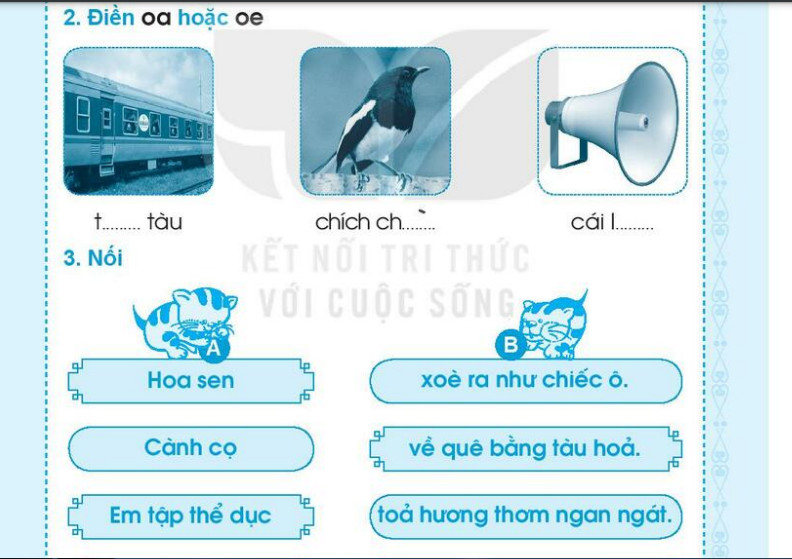 2. Điền oa hoặc oe
t......... tàu
chích ch...̀....
cái l.........
3. Nối
KẾT NỐI TRI THỨC
VỚI CUỘC SỐNG
A
B
Hoa sen
xoè ra như chiếc ô.
Cành cọ
về quê bằng tàu hoả.
Em tập thể dục
toả hương thơm ngan ngát.